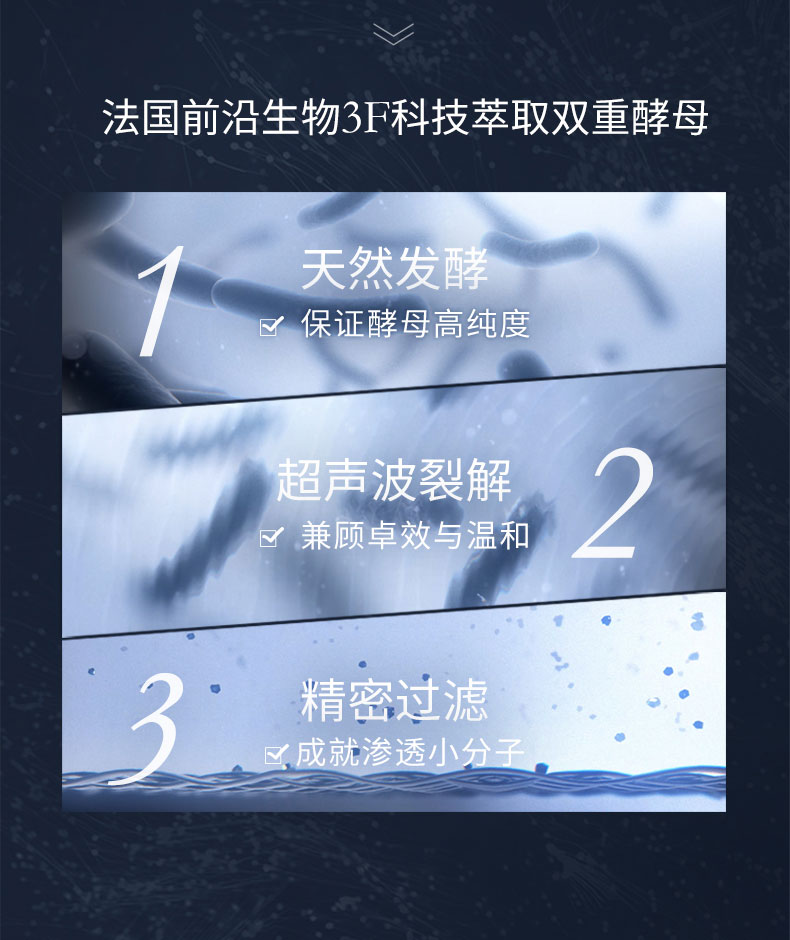 法国前沿生物3F科技萃取双重酵母
1
天然发酵
保证酵母高纯度
超声波裂解
2
兼顾卓效与温和
3
精密过滤
成就渗透小分子